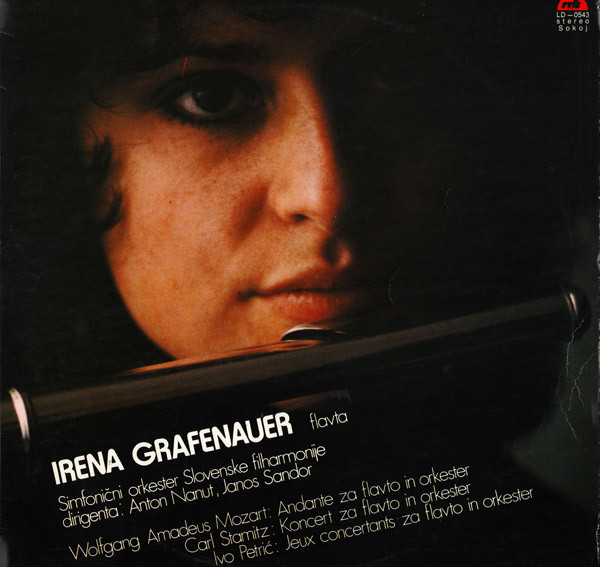 mk
LD-0543
stereo
Sokoj
IRENA GRAFENAUER flavta
Simfonični orkester Slovenske filharmonije
dirigenta: Anton Nanut, Janos Sandor
Wolfgang Amadeus Mozart: Andante za flavto in orkester
Carl Stamitz: Koncert za flavto in orkester
Ivo Petrić: Jeux concertants za flavto in orkester